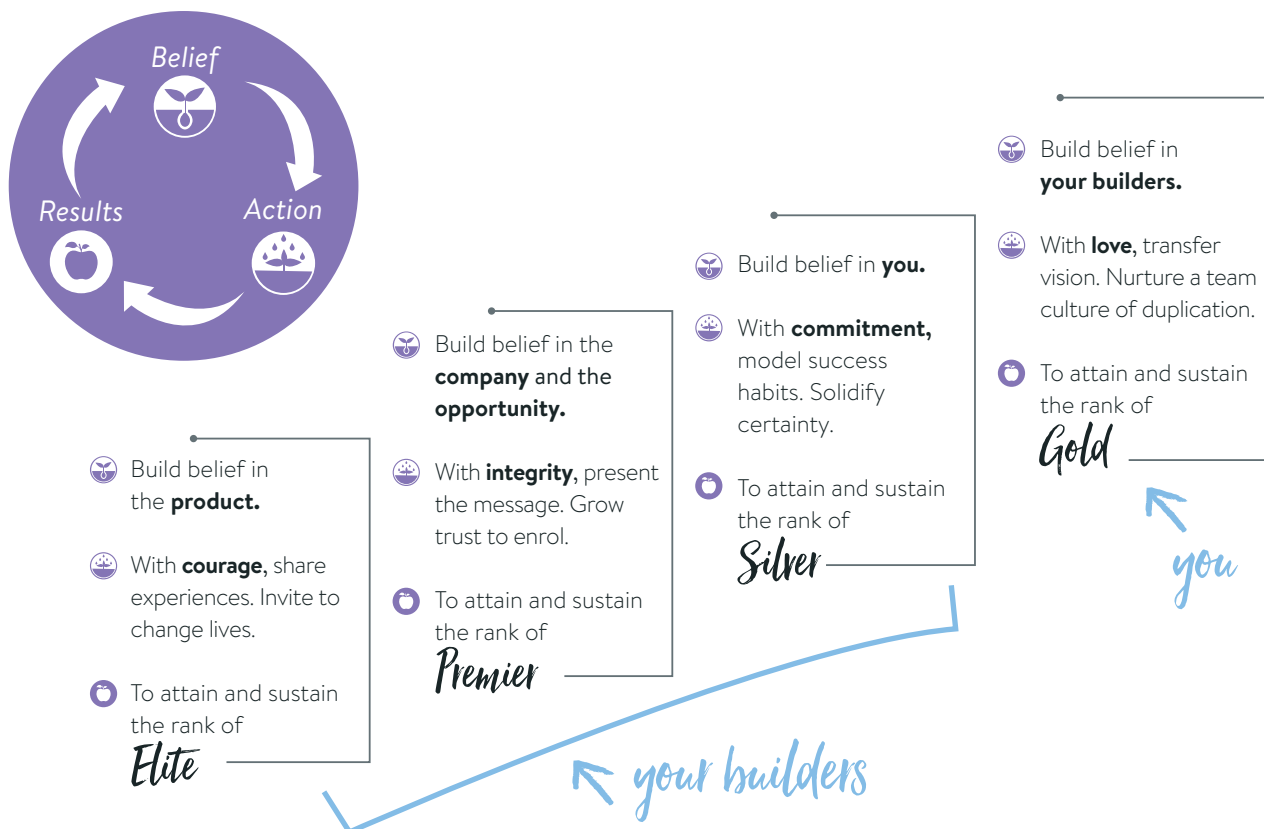 Belief
Action
Results
Build belief in
the product.
With courage, share
experiences. Invite to
change lives.
To attain and sustain
the rank of
Elite
Build belief in the
company and the
opportunity.
With integrity, present
the message. Grow
trust to enrol.
To attain and sustain
the rank of
Premier
Build belief in you.
With commitment,
model success
habits. Solidify
certainty.
To attain and sustain
the rank of
Silver
Build belief in
your builders.
With love, transfer
vision. Nurture a team
culture of duplication.
To attain and sustain
the rank of
Gold
you
your builders